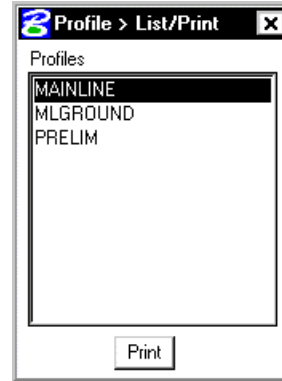 Profile > List/Print
Profiles
MAINLINE
MLGROUND
PRELIM
Print